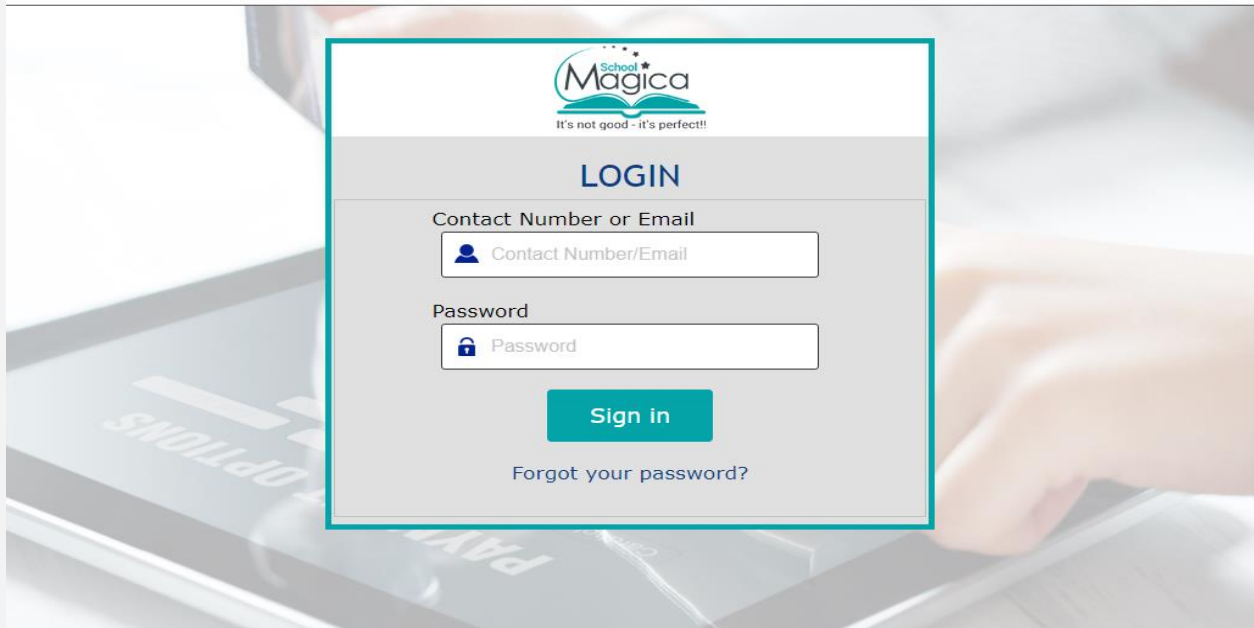 School
Magica
It's not good - it's perfect!!
LOGIN
Contact Number or Email
Contact Number/Email
Password
Password
Sign in
Forgot your password?
OPTIONS